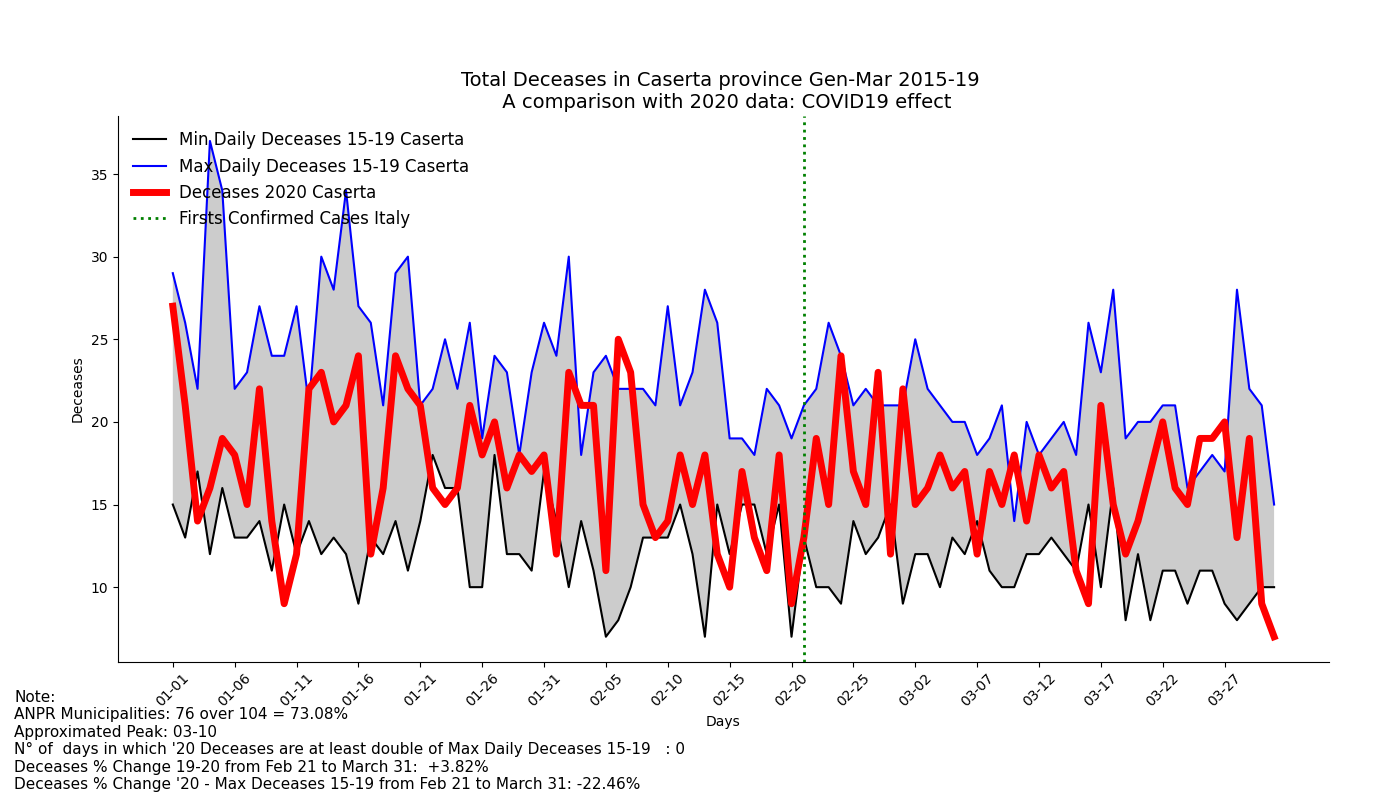 Total Deceases in Caserta province Gen-Mar 2015-19
A comparison with 2020 data: COVID19 effect
Min Daily Deceases 15-19 Caserta
Max Daily Deceases 15-19 Caserta
Deceases 2020 Caserta
Firsts Confirmed Cases Italy
Deceases
35
30
25
20
15
10
01-01
01-06
01-11
01-16
01-21
01-26
01-31
02-05
02-10
02-15
02-20
02-25
03-02
03-07
03-12
03-17
03-22
03-27
Days
Note:
ANPR Municipalities: 76 over 104 = 73.08%
Approximated Peak: 03-10
N° of  days in which '20 Deceases are at least double of Max Daily Deceases 15-19   : 0
Deceases % Change 19-20 from Feb 21 to March 31:  +3.82%
Deceases % Change '20 - Max Deceases 15-19 from Feb 21 to March 31: -22.46%